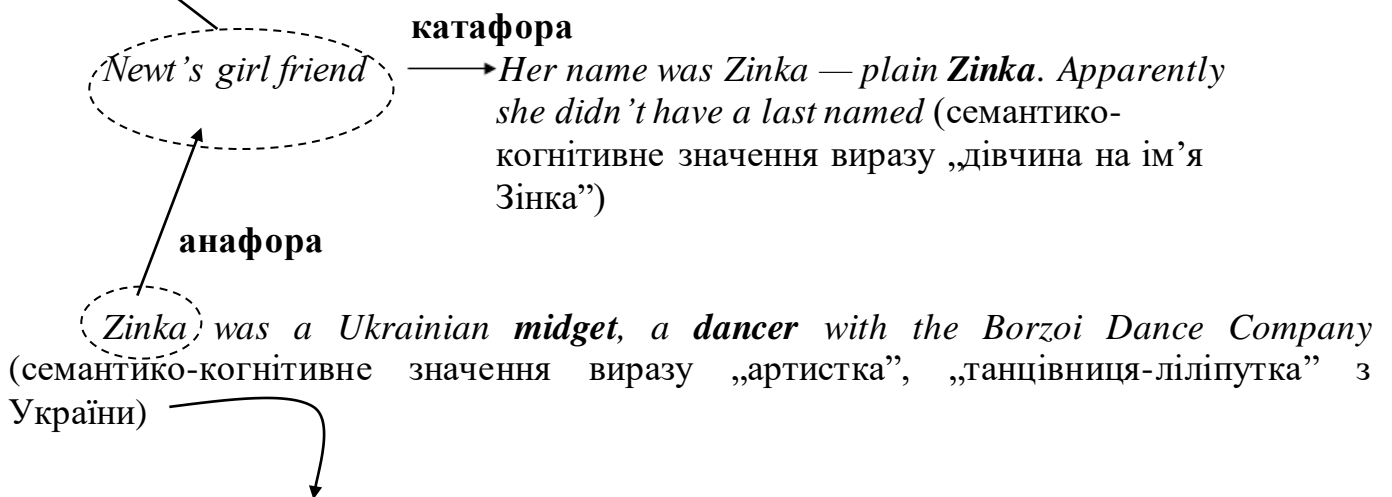 катафора
Newt’s girl friend Her name was Zinka — plain Zinka. Apparently
she didn’t have a last named (семантико-
когнітивне значення виразу „дівчина на ім’я
Зінка”)
анафора
Zinka was a Ukrainian midget, a dancer with the Borzoi Dance Company
(семантико-когнітивне значення виразу „артистка”, „танцівниця-ліліпутка” з
України)